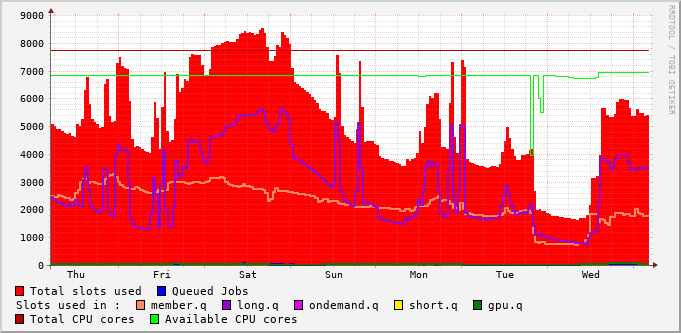 RRDTOOL / TOBI OETIKER
9000
8000
7000
6000
5000
4000
3000
2000
1000
0
Thu Fri Sat Sun Mon Tue Wed
Total slots used Queued Jobs
Slots used in : member.q long.q ondemand.q short.q gpu.q
Total CPU cores Available CPU cores